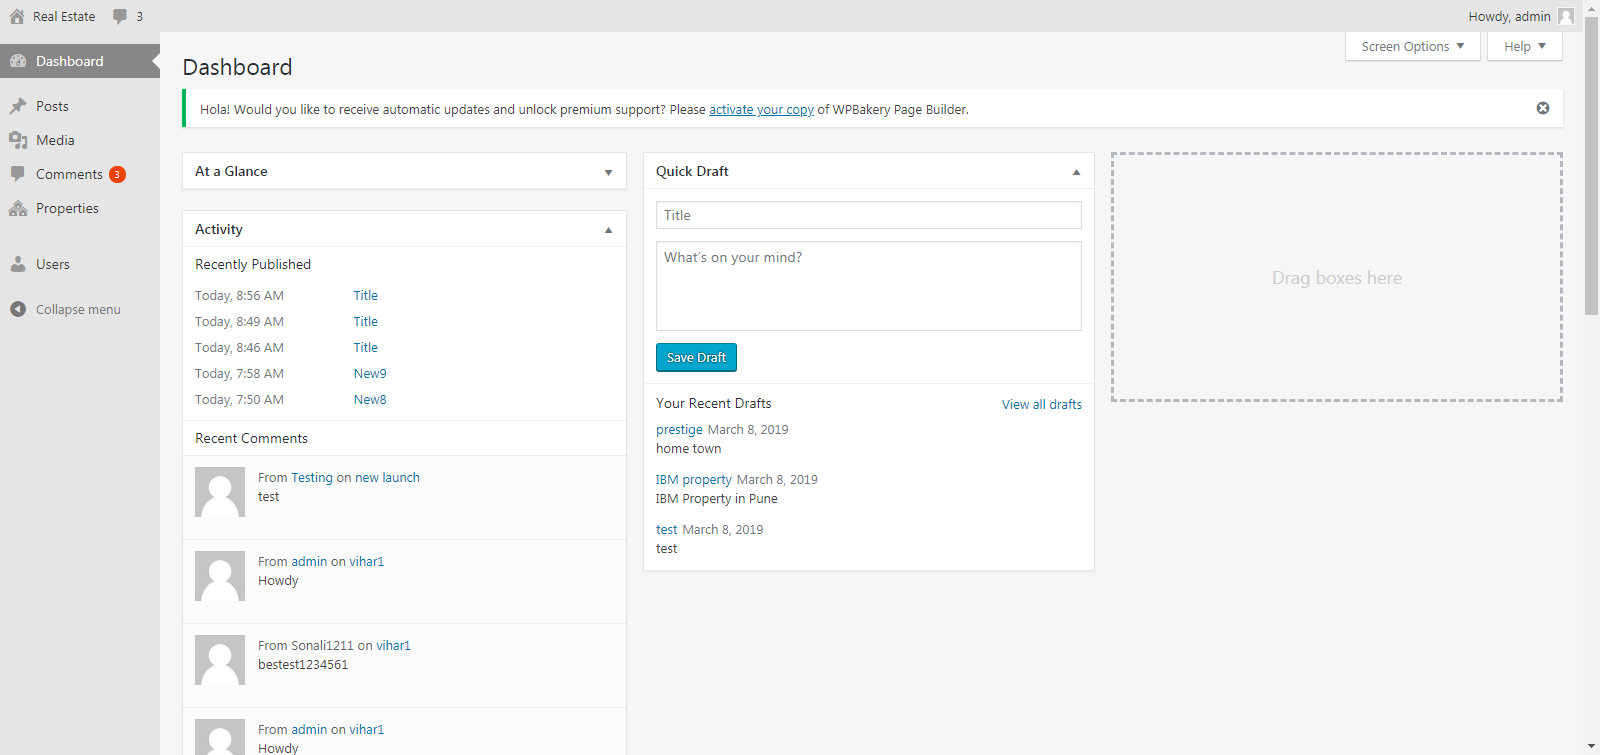 Real Estate 3 Howdy, admin
Screen Options Help
Dashboard
Posts
Media
Comments 3
Properties
Users
Collapse menu
Dashboard
Hola! Would you like to receive automatic updates and unlock premium support? Please activate your copy of WPBakery Page Builder.
At a Glance
Activity
Recently Published
Today, 8:56 AM Title
Today, 8:49 AM Title
Today, 8:46 AM Title
Today, 7:58 AM New9
Today, 7:50 AM New8
Recent Comments
From Testing on new launch
test
From admin on vihar1
Howdy
From Sonali1211 on vihar1
bestest1234561
From admin on vihar1
Howdy
Quick Draft
Title
What's on your mind?
Save Draft
Your Recent Drafts View all drafts
prestige March 8, 2019
home town
IBM property March 8, 2019
IBM Property in Pune
test March 8, 2019
test
Drag boxes here